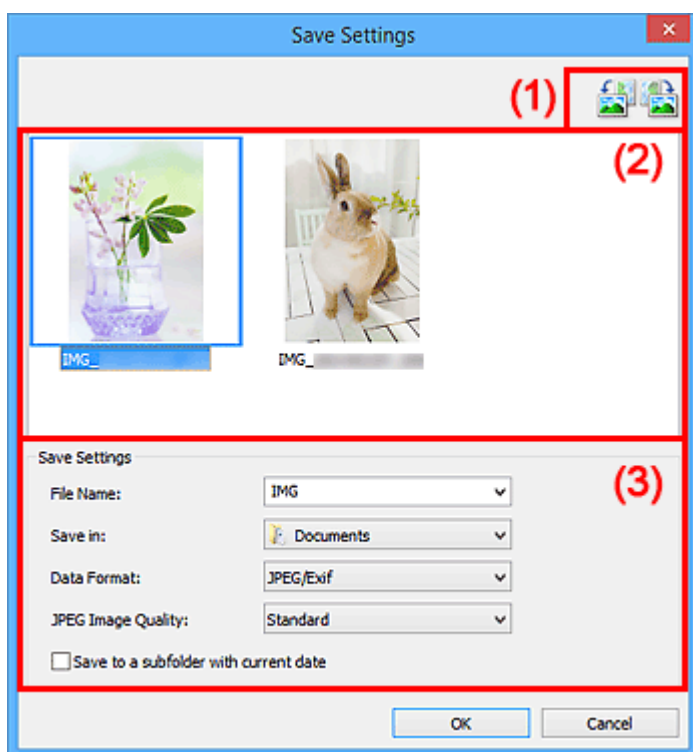 Save Settings
(1)
(2)
IMG_
IMG_
Save Settings
(3)
File Name: IMG
Save in: Documents
Data Format: JPEG/Exif
JPEG Image Quality: Standard
Save to a subfolder with current date
OK Cancel